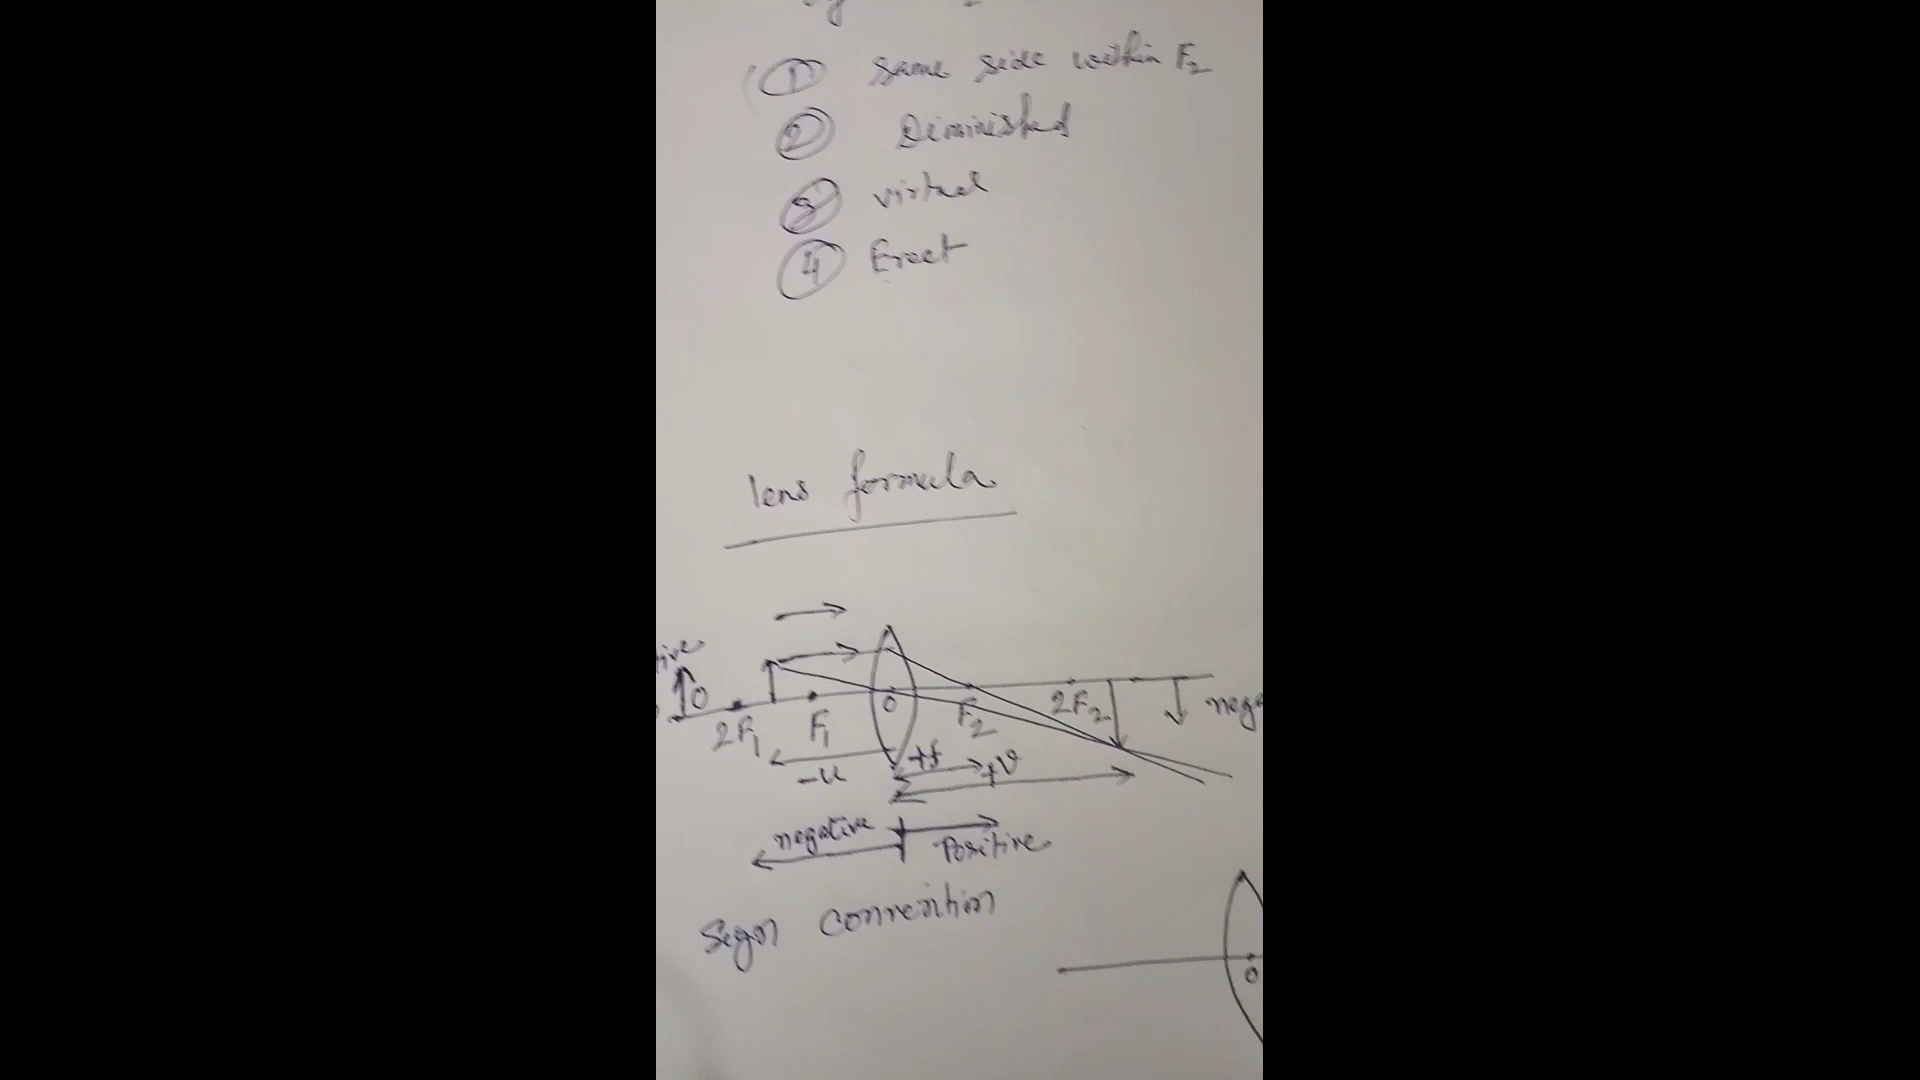 ① same side within F₂
② Diminished
③ virtual
④ Erect
lens formula
tive
O
2F₁ F₁ O F₂ 2F₂ nega
-u +f +v
negative Positive
Sign convention
O